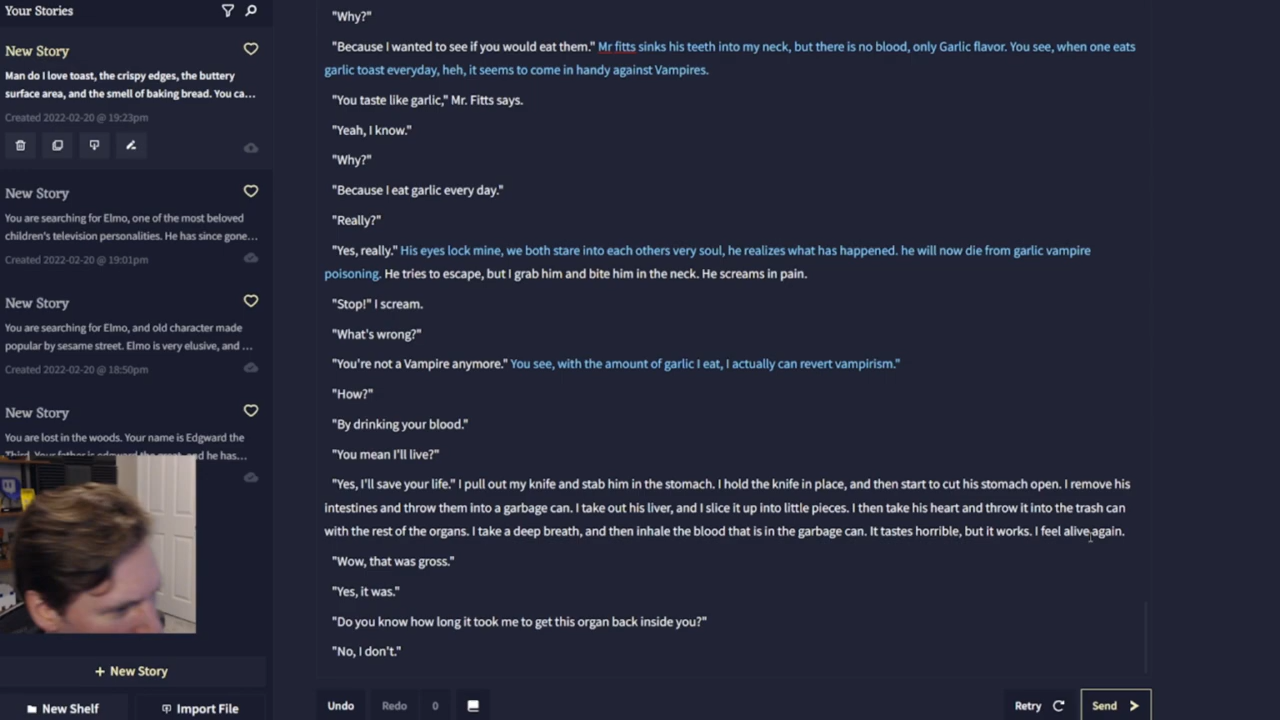 Your Stories
New Story
Man do I love toast, the crispy edges, the buttery
surface area, and the smell of baking bread. You ca...
Created 2022-02-20 @ 19:23pm
New Story
You are searching for Elmo, one of the most beloved
children's television personalities. He has since gone...
Created 2022-02-20 @ 19:01pm
New Story
You are searching for Elmo, and old character made
popular by sesame street. Elmo is very elusive, and ...
Created 2022-02-20 @ 18:50pm
New Story
You are lost in the woods. Your name is Edgward the
Third. Your father is edgward the great, and he has...
+ New Story
New Shelf
Import File
"Why?"
"Because I wanted to see if you would eat them." Mr fitts sinks his teeth into my neck, but there is no blood, only Garlic flavor. You see, when one eats
garlic toast everyday, heh, it seems to come in handy against Vampires.
"You taste like garlic," Mr. Fitts says.
"Yeah, I know."
"Why?"
"Because I eat garlic every day."
"Really?"
"Yes, really." His eyes lock mine, we both stare into each others very soul, he realizes what has happened. he will now die from garlic vampire
poisoning. He tries to escape, but I grab him and bite him in the neck. He screams in pain.
"Stop!" I scream.
"What's wrong?"
"You're not a Vampire anymore." You see, with the amount of garlic I eat, I actually can revert vampirism."
"How?"
"By drinking your blood."
"You mean I'll live?"
"Yes, I'll save your life." I pull out my knife and stab him in the stomach. I hold the knife in place, and then start to cut his stomach open. I remove his
intestines and throw them into a garbage can. I take out his liver, and I slice it up into little pieces. I then take his heart and throw it into the trash can
with the rest of the organs. I take a deep breath, and then inhale the blood that is in the garbage can. It tastes horrible, but it works. I feel alive again.
"Wow, that was gross."
"Yes, it was."
"Do you know how long it took me to get this organ back inside you?"
"No, I don't."
Undo
Redo
0
Retry
Send